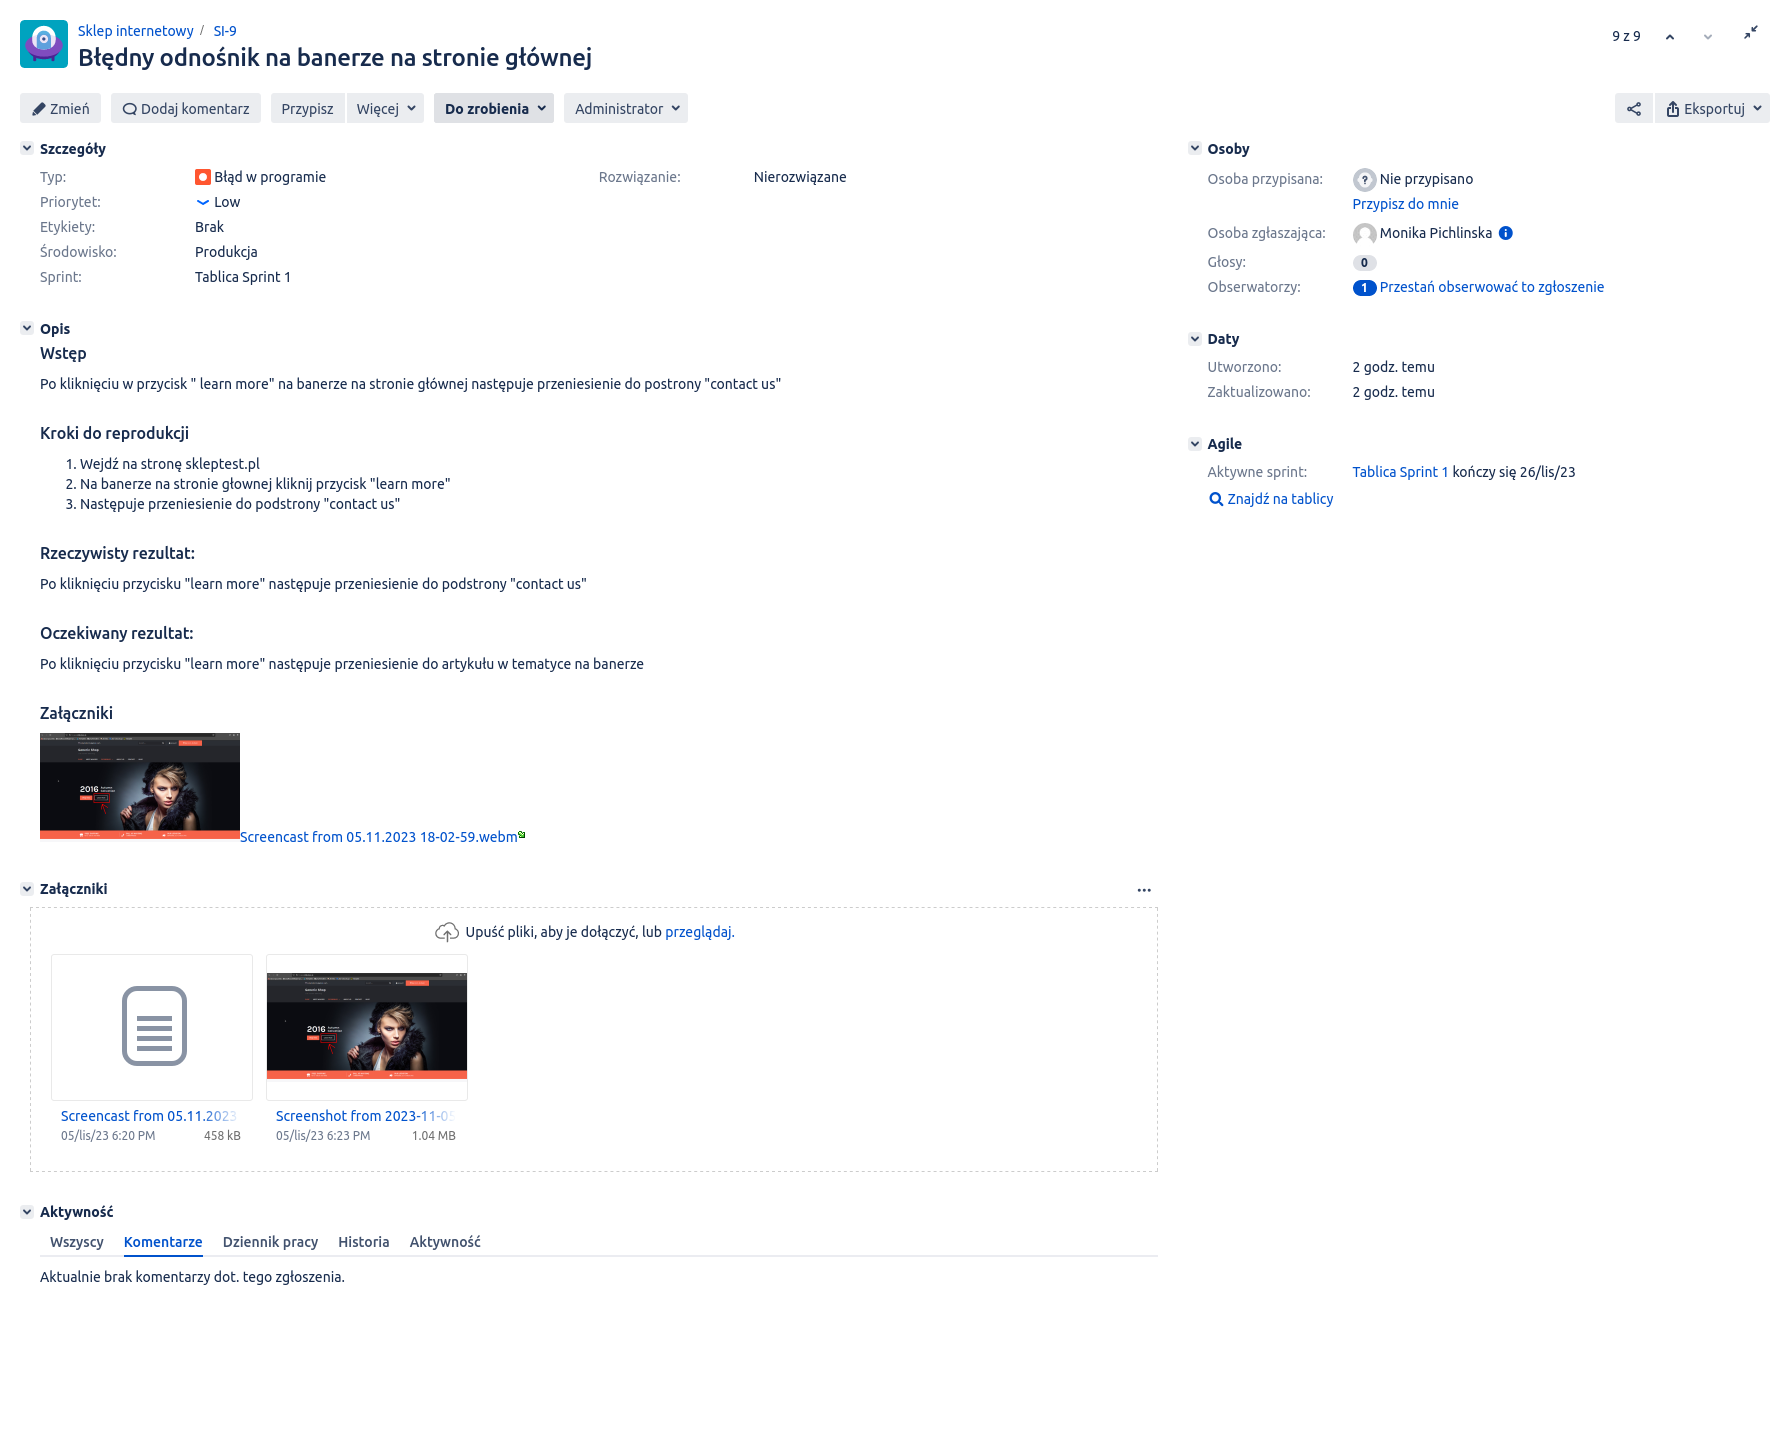 Sklep internetowy / SI-9
Błędny odnośnik na banerze na stronie głównej
9 z 9
Zmień Dodaj komentarz Przypisz Więcej Do zrobienia Administrator Eksportuj
Szczegóły
Typ: Błąd w programie Rozwiązanie: Nierozwiązane
Priorytet: Low
Etykiety: Brak
Środowisko: Produkcja
Sprint: Tablica Sprint 1
Opis
Wstęp
Po kliknięciu w przycisk " learn more" na banerze na stronie głównej następuje przeniesienie do postrony "contact us"
Kroki do reprodukcji
1. Wejdź na stronę skleptest.pl
2. Na banerze na stronie głownej kliknij przycisk "learn more"
3. Następuje przeniesienie do podstrony "contact us"
Rzeczywisty rezultat:
Po kliknięciu przycisku "learn more" następuje przeniesienie do podstrony "contact us"
Oczekiwany rezultat:
Po kliknięciu przycisku "learn more" następuje przeniesienie do artykułu w tematyce na banerze
Załączniki
2016
Screencast from 05.11.2023 18-02-59.webm
Załączniki
Upuść pliki, aby je dołączyć, lub przeglądaj.
2016
Screencast from 05.11.2023
05/lis/23 6:20 PM 458 kB
Screenshot from 2023-11-05
05/lis/23 6:23 PM 1.04 MB
Aktywność
Wszyscy Komentarze Dziennik pracy Historia Aktywność
Aktualnie brak komentarzy dot. tego zgłoszenia.
Osoby
Osoba przypisana: Nie przypisano
Przypisz do mnie
Osoba zgłaszająca: Monika Pichlinska
Głosy: 0
Obserwatorzy: 1 Przestań obserwować to zgłoszenie
Daty
Utworzono: 2 godz. temu
Zaktualizowano: 2 godz. temu
Agile
Aktywne sprint: Tablica Sprint 1 kończy się 26/lis/23
Znajdź na tablicy